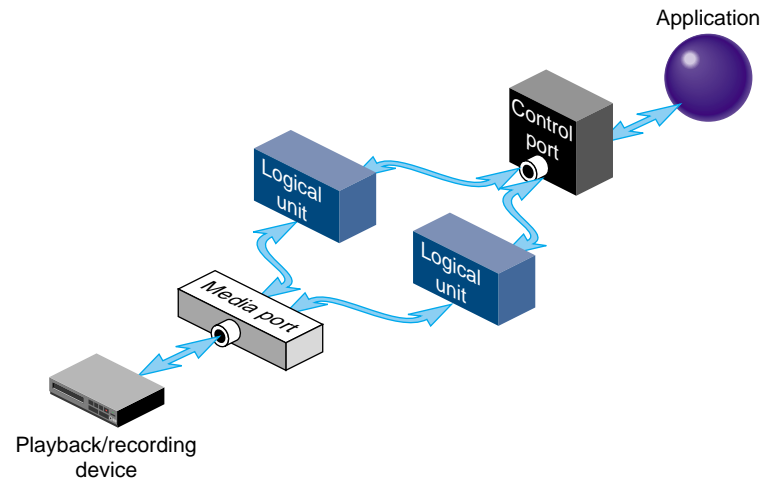 Application
Control
port
Logical
unit
Logical
unit
Media port
Playback/recording
device